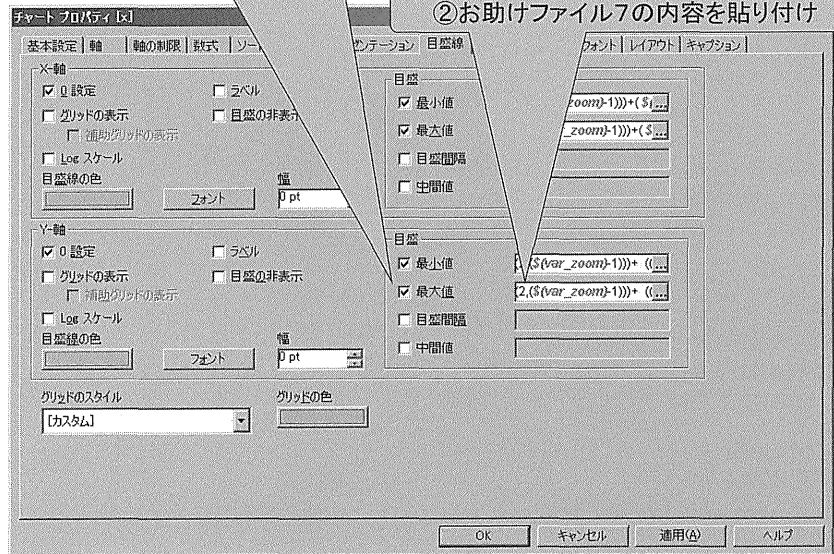 ②お助けファイル7の内容を貼り付け
チャート プロパティ [x]
基本設定 軸 軸の制限 数式 ソート ゼンテーション 目盛線 フォント レイアウト キャプション
X-軸
0 設定
ラベル
グリッドの表示
目盛の非表示
補助グリッドの表示
Log スケール
目盛線の色
フォント
幅
0 pt
目盛
最小値
zoom)-1)))+( $( ...
最大値
_zoom)-1)))+( $ ...
目盛間隔
中間値
Y-軸
0 設定
ラベル
グリッドの表示
目盛の非表示
補助グリッドの表示
Log スケール
目盛線の色
フォント
幅
0 pt
目盛
最小値
,($(var_zoom)-1)))+ (( ...
最大値
(2,($(var_zoom)-1)))+ (( ...
目盛間隔
中間値
グリッドのスタイル
グリッドの色
[カスタム]
OK キャンセル 適用(A) ヘルプ